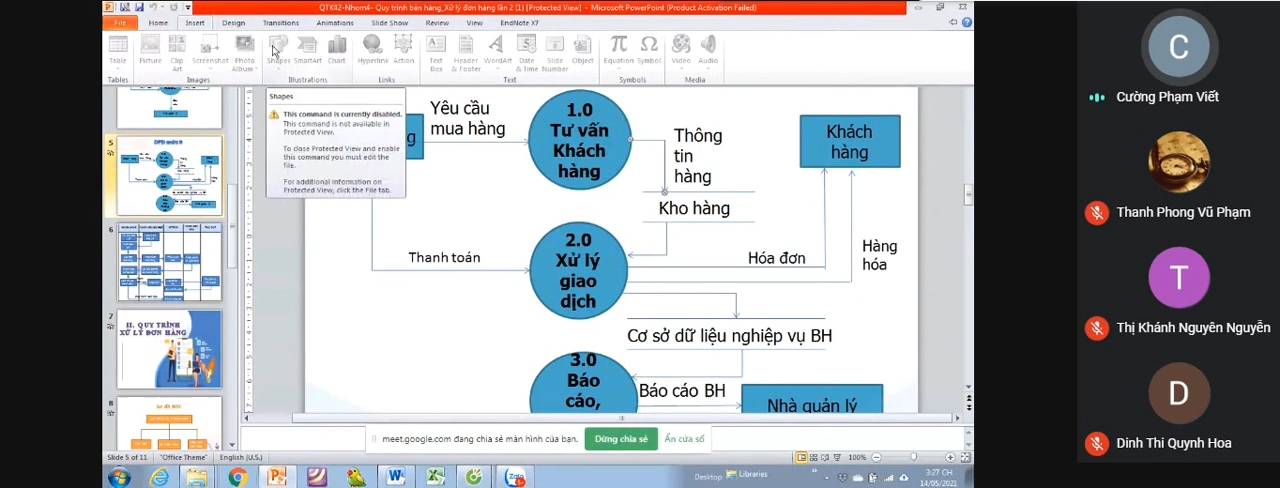 QTK42-Nhom4- Quy trình bán hàng_Xử lý đơn hàng lần 2 (1) [Protected View] - Microsoft PowerPoint (Product Activation Failed)
File Home Insert Design Transitions Animations Slide Show Review View EndNote X7
Table Picture Clip Art Screenshot Photo Album Shapes SmartArt Chart Hyperlink Action Text Box Header & Footer WordArt Date & Time Slide Number Object Equation Symbol Video Audio
Tables Images Illustrations Links Text Symbols Media
Shapes
This command is currently disabled.
This command is not available in
Protected View.
To close Protected View and enable
this command you must edit the
file.
For additional information on
Protected View, click the File tab.
5
6
7
II. QUY TRÌNH
XỬ LÝ ĐƠN HÀNG
8
g
Yêu cầu
mua hàng
1.0
Tư vấn
Khách
hàng
Thông
tin
hàng
Khách
hàng
Kho hàng
Thanh toán
2.0
Xử lý
giao
dịch
Hóa đơn
Hàng
hóa
Cơ sở dữ liệu nghiệp vụ BH
3.0
Báo
cáo,
Báo cáo BH
Nhà quản lý
meet.google.com đang chia sẻ màn hình của bạn.
Dừng chia sẻ
Ẩn cửa sổ
Slide 5 of 11 "Office Theme" English (U.S.) 100%
Desktop Libraries
3:27 CH
14/05/2021
C
Cường Phạm Viết
Thanh Phong Vũ Phạm
T
Thị Khánh Nguyên Nguyễn
D
Dinh Thi Quynh Hoa